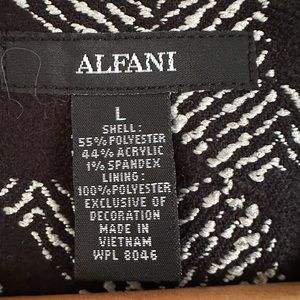 ALFANI
L
SHELL:
55% POLYESTER
44% ACRYLIC
1% SPANDEX
LINING:
100% POLYESTER
EXCLUSIVE OF
DECORATION
MADE IN
VIETNAM
WPL 8046